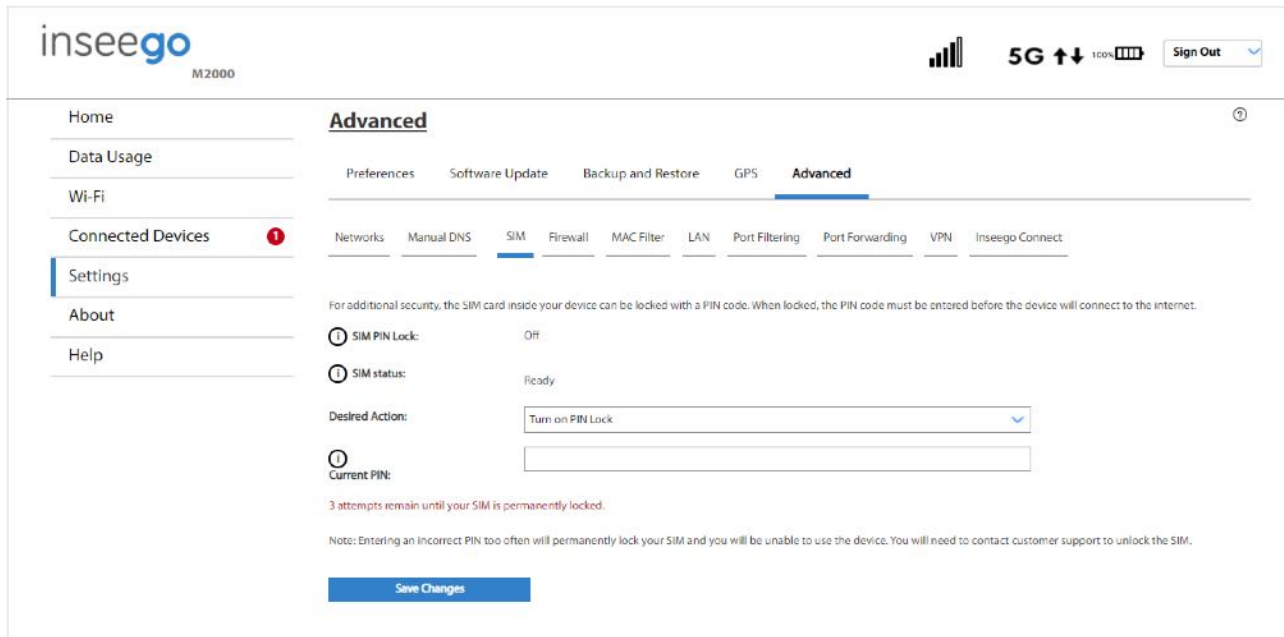 inseego
M2000
5G 100% Sign Out
Home
Data Usage
Wi-Fi
Connected Devices 1
Settings
About
Help
Advanced
Preferences Software Update Backup and Restore GPS Advanced
Networks Manual DNS SIM Firewall MAC Filter LAN Port Filtering Port Forwarding VPN Inseego Connect
For additional security, the SIM card inside your device can be locked with a PIN code. When locked, the PIN code must be entered before the device will connect to the internet.
SIM PIN Lock: Off
SIM status: Ready
Desired Action: Turn on PIN Lock
Current PIN:
3 attempts remain until your SIM is permanently locked.
Note: Entering an incorrect PIN too often will permanently lock your SIM and you will be unable to use the device. You will need to contact customer support to unlock the SIM.
Save Changes